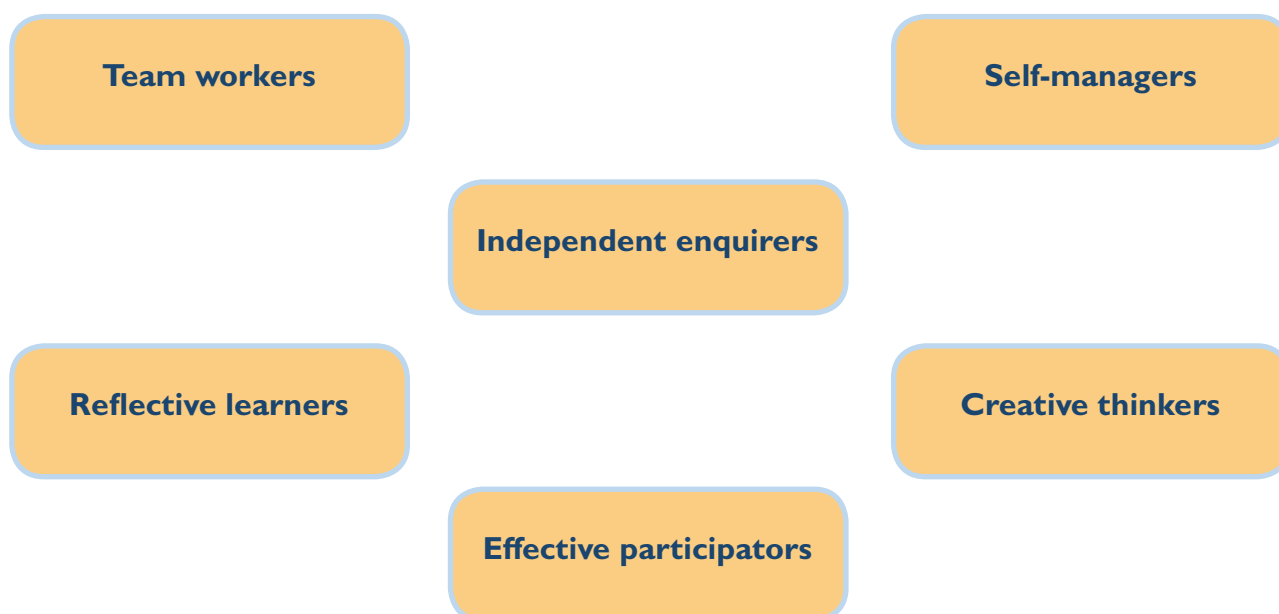 Team workers
Self-managers
Independent enquirers
Reflective learners
Creative thinkers
Effective participators